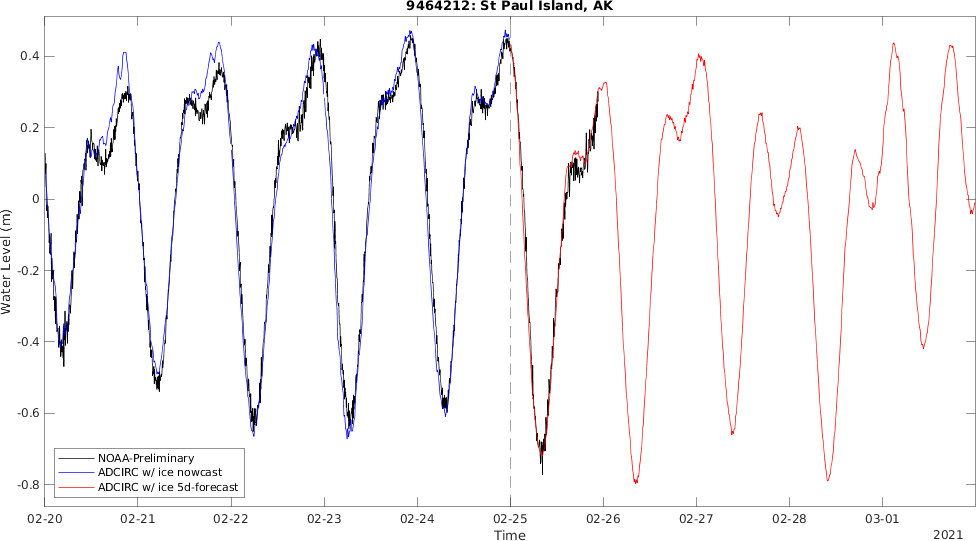 9464212: St Paul Island, AK
0.4
0.2
0
-0.2
-0.4
-0.6
-0.8
Water Level (m)
NOAA-Preliminary
ADCIRC w/ ice nowcast
ADCIRC w/ ice 5d-forecast
02-20 02-21 02-22 02-23 02-24 02-25 02-26 02-27 02-28 03-01
Time
2021